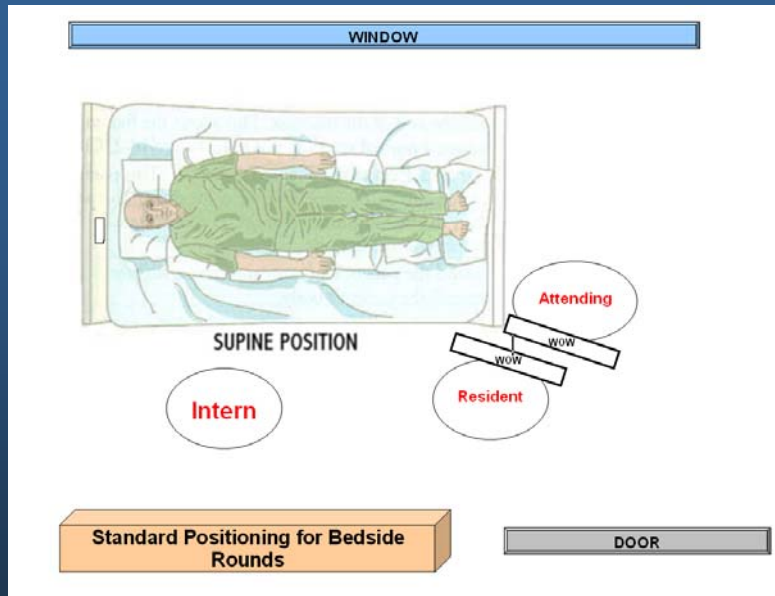 WINDOW
SUPINE POSITION
Attending
WOW
WOW
Resident
Intern
Standard Positioning for Bedside
Rounds
DOOR